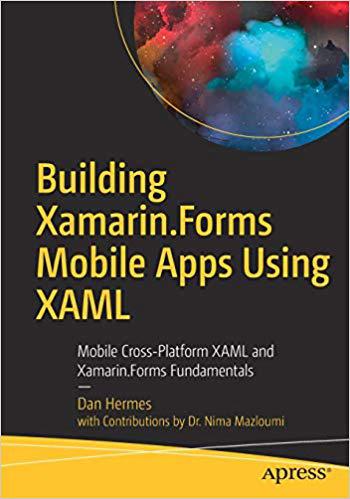 Building
Xamarin.Forms
Mobile Apps Using
XAML
Mobile Cross-Platform XAML and
Xamarin.Forms Fundamentals
—
Dan Hermes
with Contributions by Dr. Nima Mazloumi
Apress®